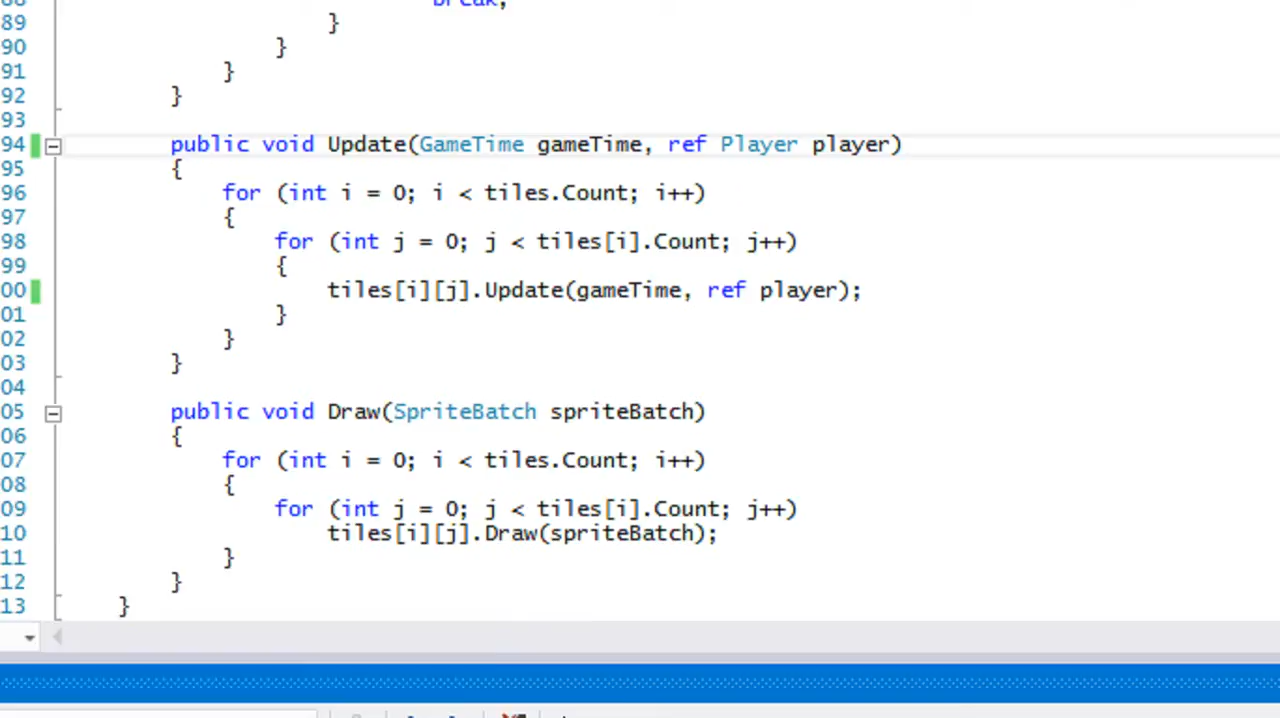 break;
89 }
90 }
91 }
92 }
93
94 public void Update(GameTime gameTime, ref Player player)
95 {
96 for (int i = 0; i < tiles.Count; i++)
97 {
98 for (int j = 0; j < tiles[i].Count; j++)
99 {
00 tiles[i][j].Update(gameTime, ref player);
01 }
02 }
03 }
04
05 public void Draw(SpriteBatch spriteBatch)
06 {
07 for (int i = 0; i < tiles.Count; i++)
08 {
09 for (int j = 0; j < tiles[i].Count; j++)
10 tiles[i][j].Draw(spriteBatch);
11 }
12 }
13 }